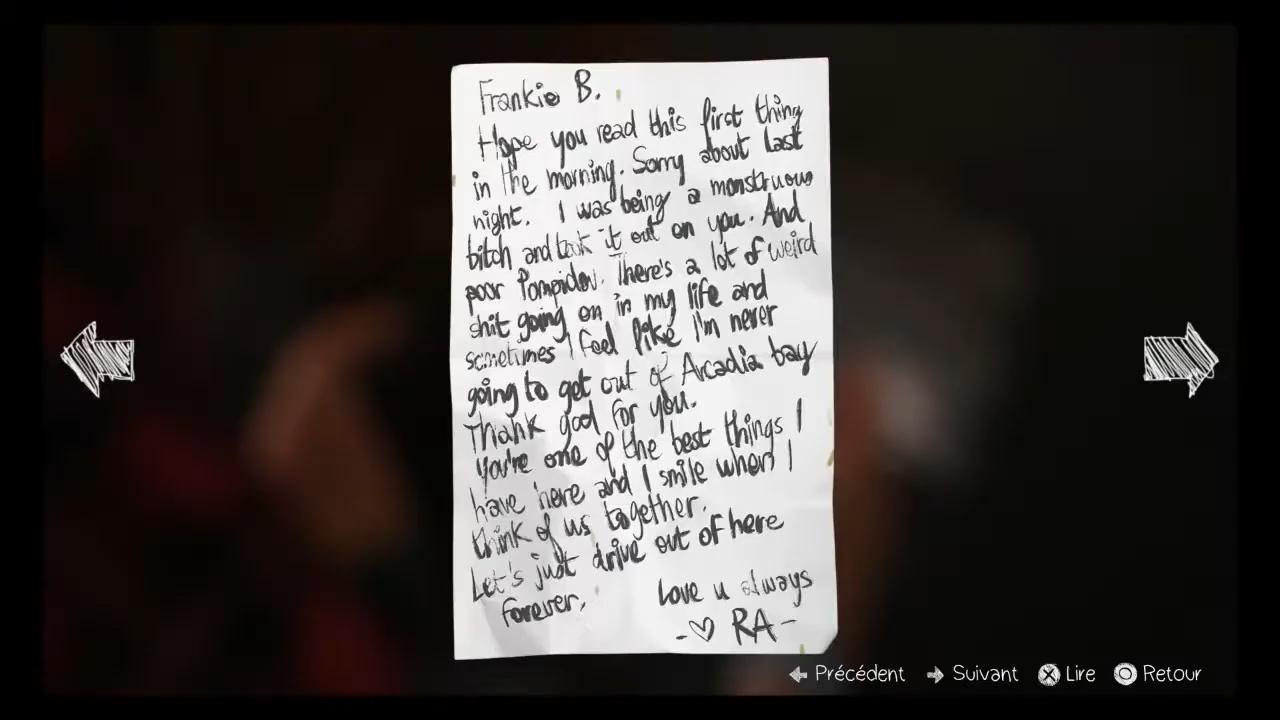 Frankie B.
Hope you read this first thing
in the morning. Sorry about last
night. I was being a monstruous
bitch and took it out on you. And
poor Pompidou. There's a lot of weird
shit going on in my life and
sometimes I feel like I'm never
going to get out of Arcadia bay
Thank god for you.
You're one of the best things I
have here and I smile when I
think of us together.
Let's just drive out of here
forever.
Love u always
-♡ RA-
Précédent Suivant Lire Retour